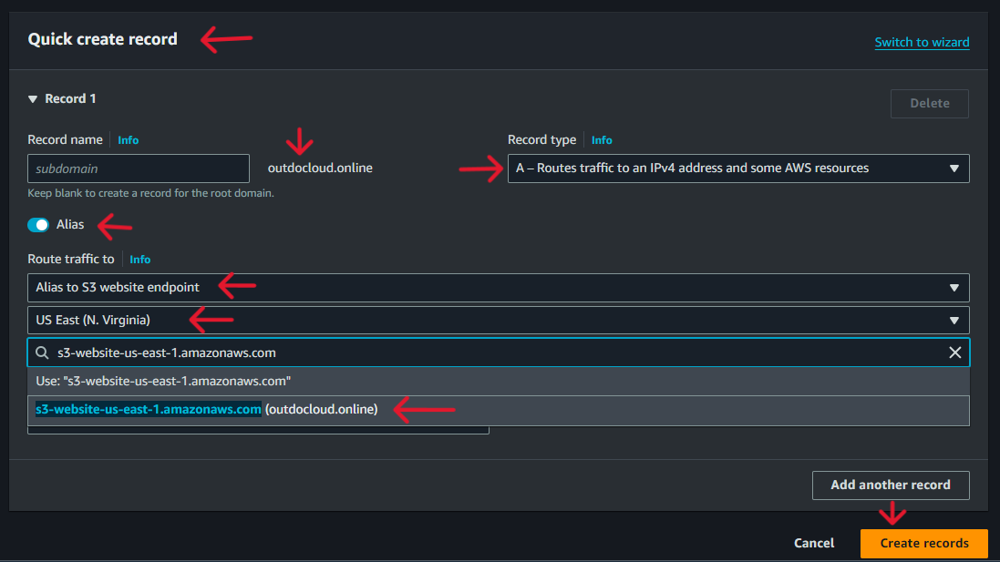 Quick create record
Switch to wizard
Record 1
Delete
Record name Info
Record type Info
subdomain
outdocloud.online
A – Routes traffic to an IPv4 address and some AWS resources
Keep blank to create a record for the root domain.
Alias
Route traffic to Info
Alias to S3 website endpoint
US East (N. Virginia)
s3-website-us-east-1.amazonaws.com
Use: "s3-website-us-east-1.amazonaws.com"
s3-website-us-east-1.amazonaws.com (outdocloud.online)
Add another record
Cancel
Create records